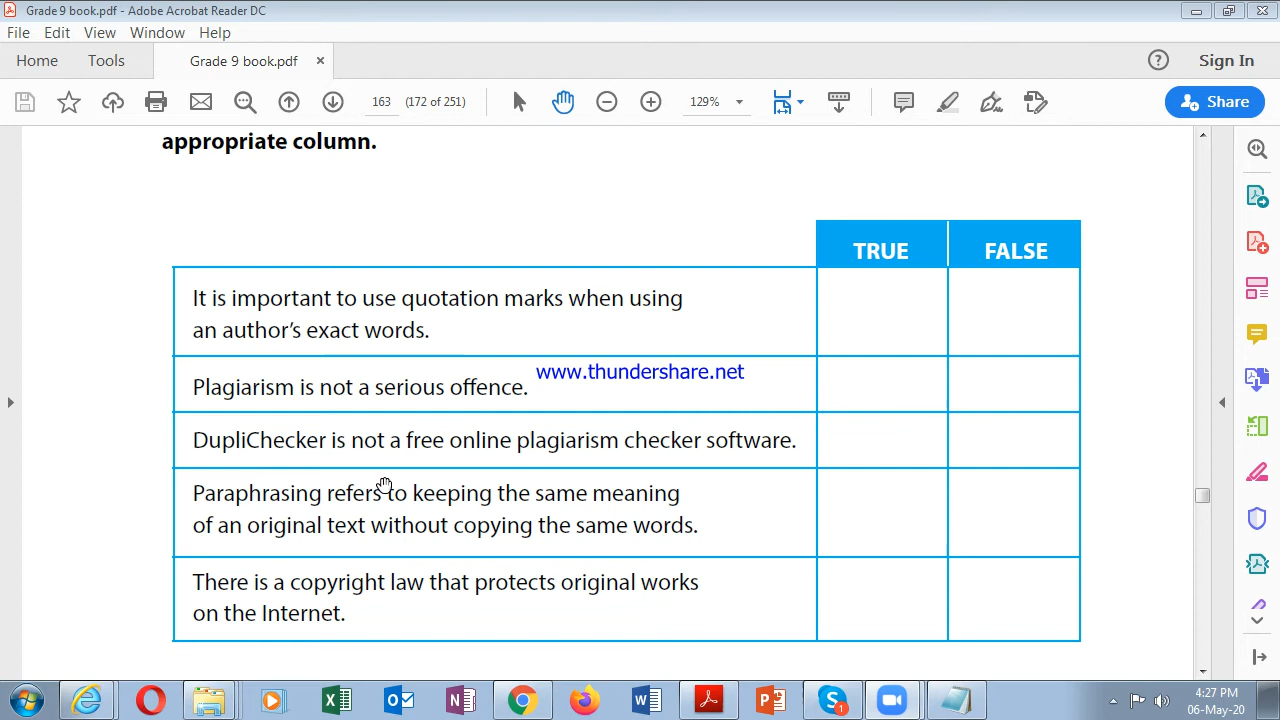 Grade 9 book.pdf - Adobe Acrobat Reader DC
File Edit View Window Help
Home Tools Grade 9 book.pdf × ? Sign In
163 (172 of 251) 129% Share
appropriate column.
TRUE FALSE
It is important to use quotation marks when using
an author's exact words.
www.thundershare.net
Plagiarism is not a serious offence.
DupliChecker is not a free online plagiarism checker software.
Paraphrasing refers to keeping the same meaning
of an original text without copying the same words.
There is a copyright law that protects original works
on the Internet.
4:27 PM
06-May-20